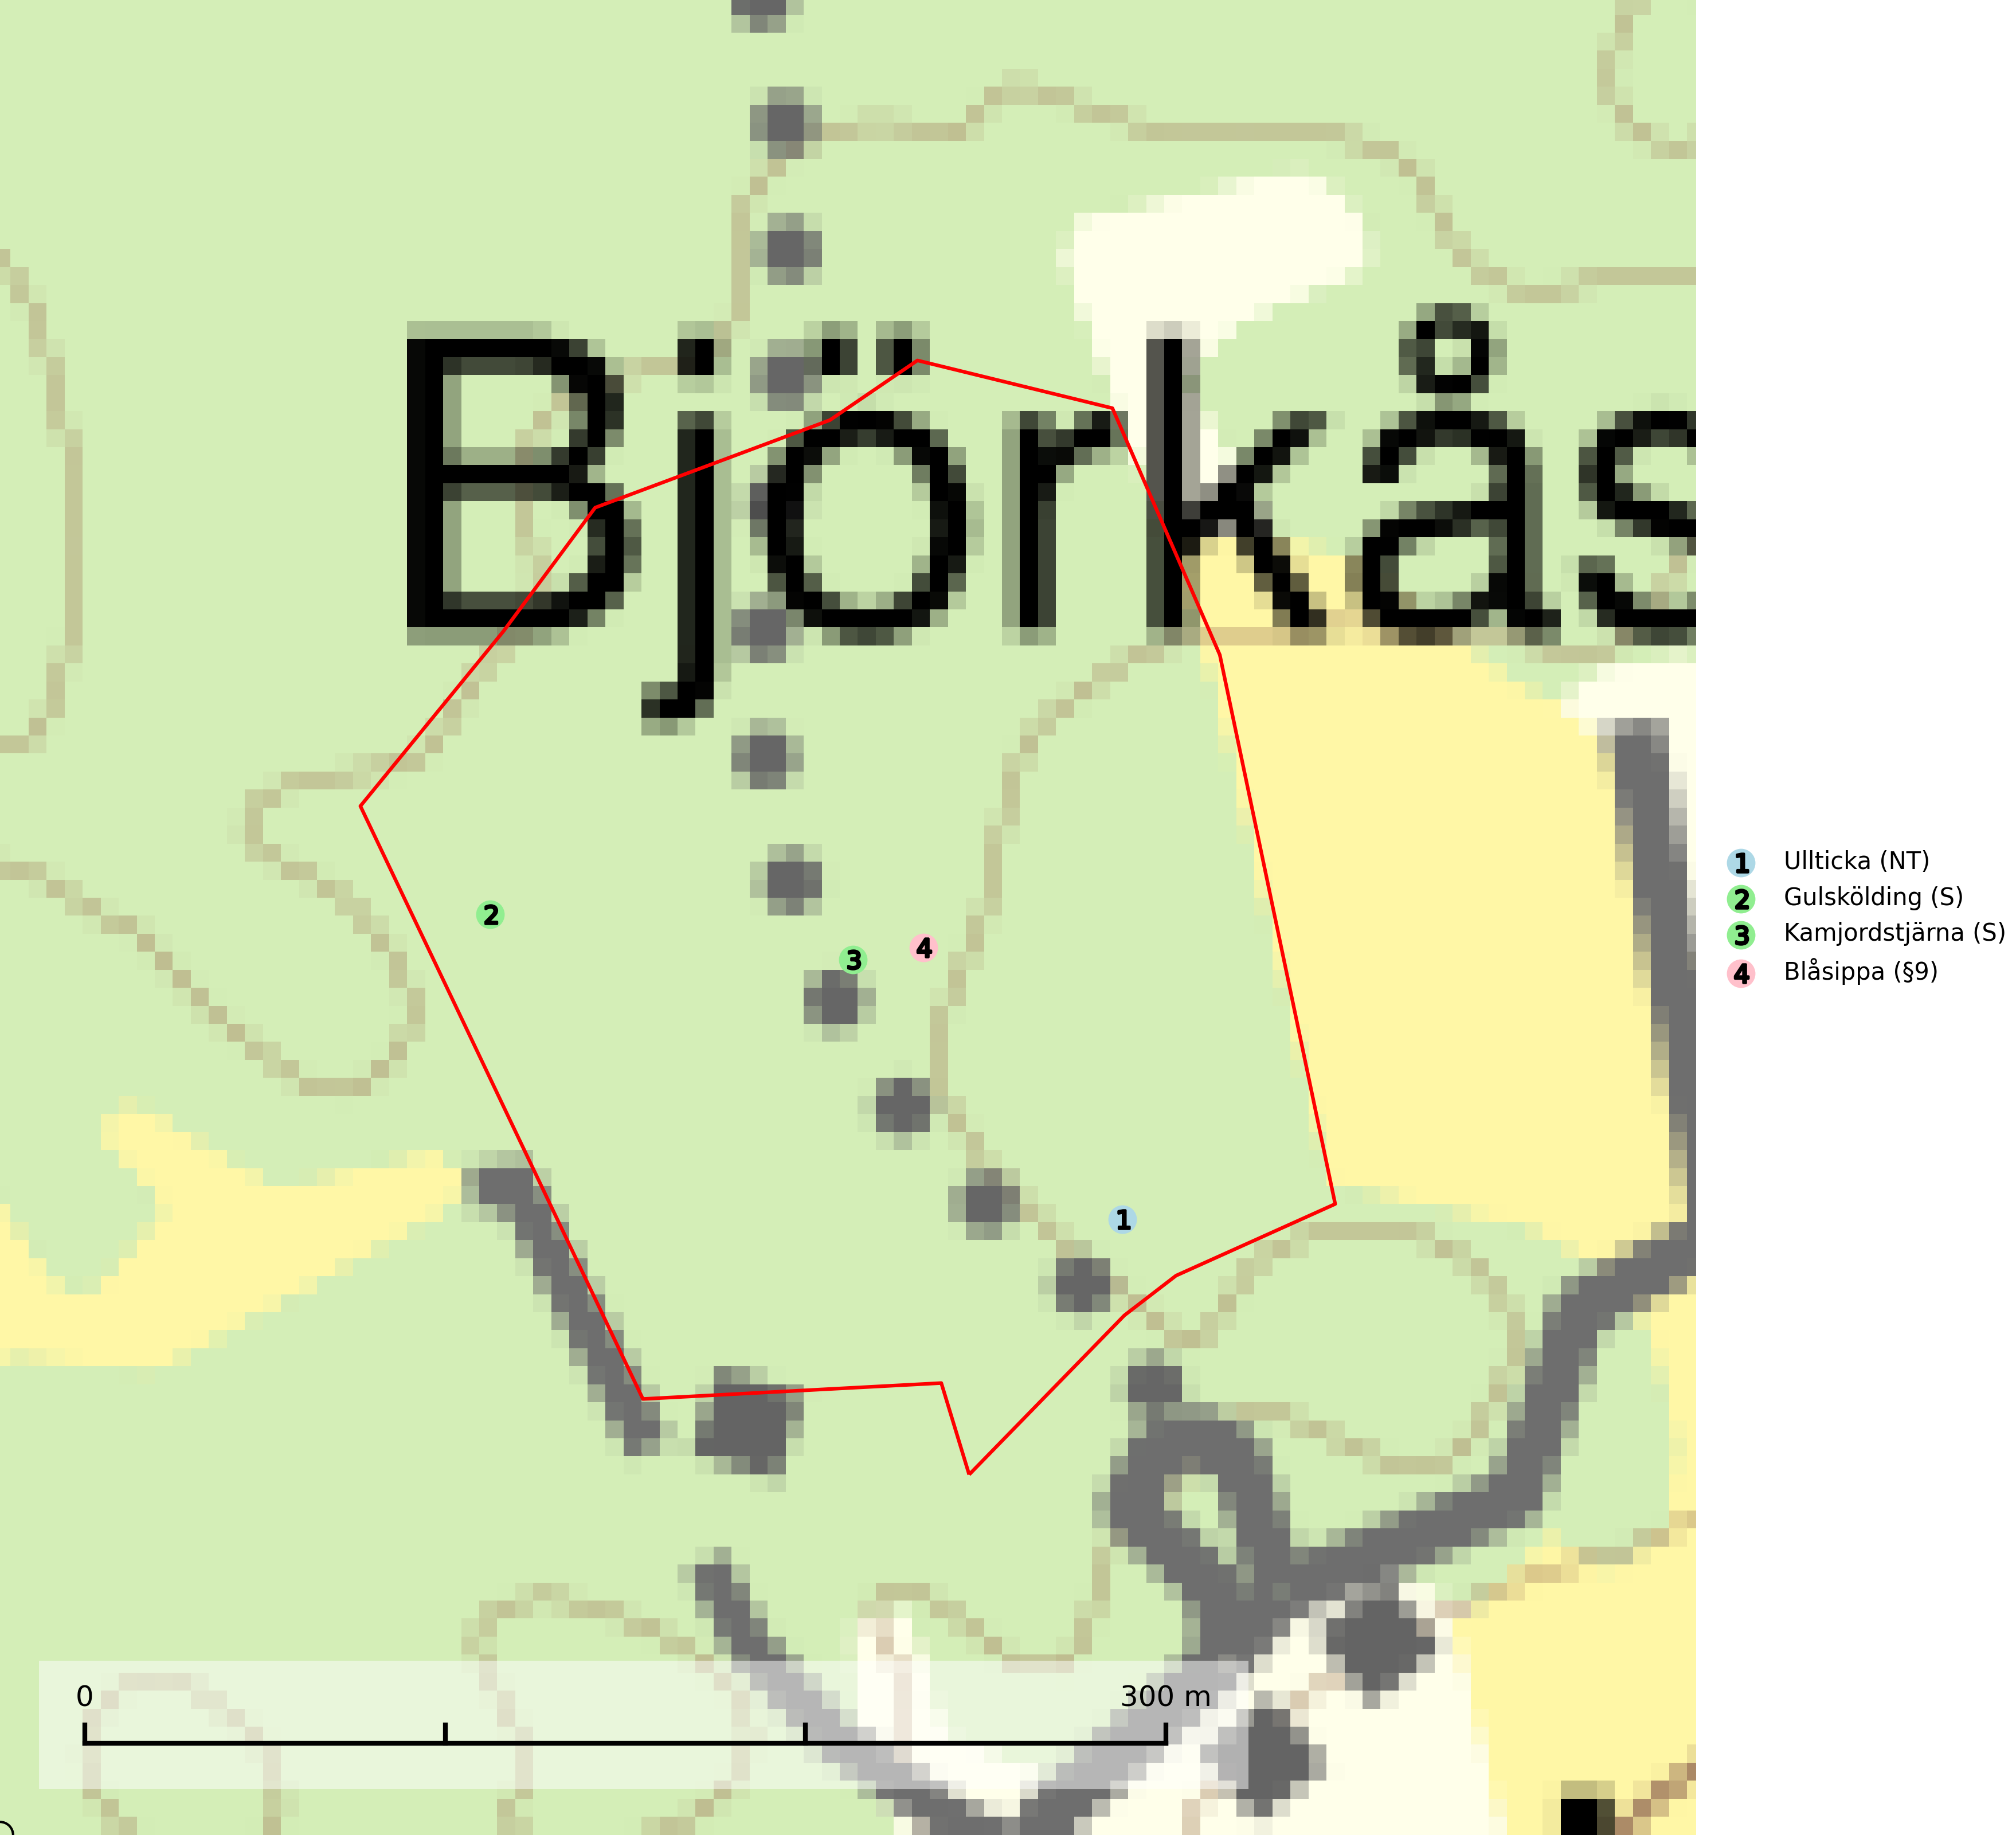 Björkås
2
3
4
1
1 Ullticka (NT)
2 Gulskölding (S)
3 Kamjordstjärna (S)
4 Blåsippa (§9)
0 300 m